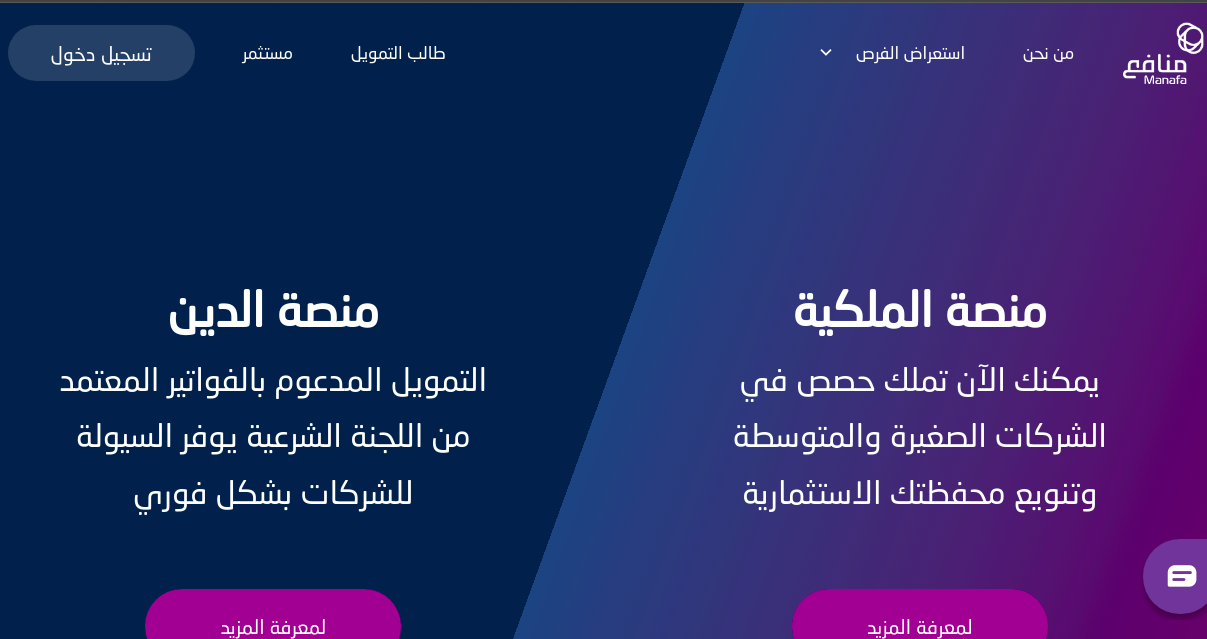 منافع
Manafa
من نحن
استعراض الفرص
طالب التمويل
مستثمر
تسجيل دخول
منصة الملكية
يمكنك الآن تملك حصص في
الشركات الصغيرة والمتوسطة
وتنويع محفظتك الاستثمارية
لمعرفة المزيد
منصة الدين
التمويل المدعوم بالفواتير المعتمد
من اللجنة الشرعية يوفر السيولة
للشركات بشكل فوري
لمعرفة المزيد